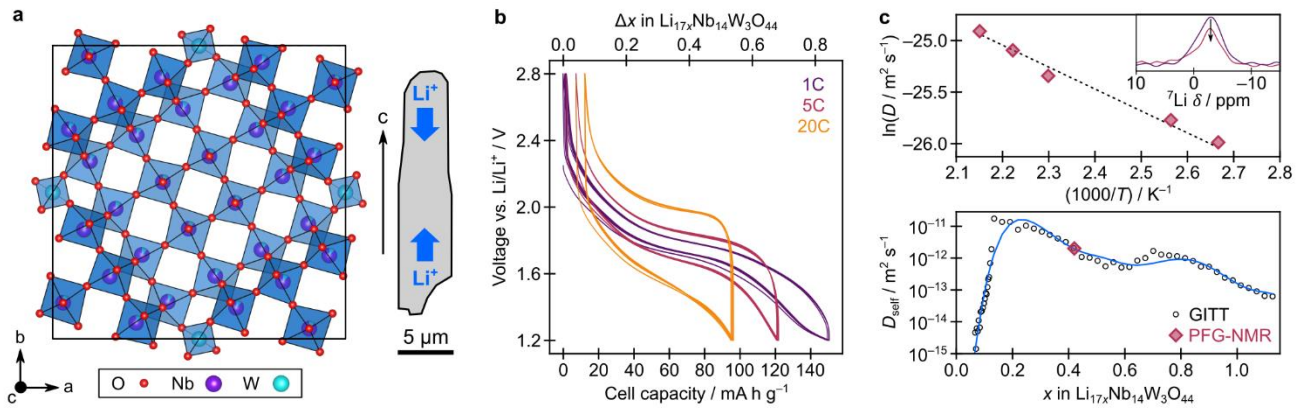 a
c
Li⁺
Li⁺
5 µm
b
c
a
O Nb W
b
Δx in Li₁₇ₓNb₁₄W₃O₄₄
0.0 0.2 0.4 0.6 0.8
Voltage vs. Li/Li⁺ / V
2.8
2.4
2.0
1.6
1.2
1C
5C
20C
0 20 40 60 80 100 120 140
Cell capacity / mA h g⁻¹
c
ln(D / m² s⁻¹)
−25.0
−25.5
−26.0
10 0 −10
⁷Li δ / ppm
2.1 2.2 2.3 2.4 2.5 2.6 2.7 2.8
(1000/T) / K⁻¹
D_self / m² s⁻¹
10⁻¹¹
10⁻¹²
10⁻¹³
10⁻¹⁴
10⁻¹⁵
GITT
PFG-NMR
0.0 0.2 0.4 0.6 0.8 1.0
x in Li₁₇ₓNb₁₄W₃O₄₄